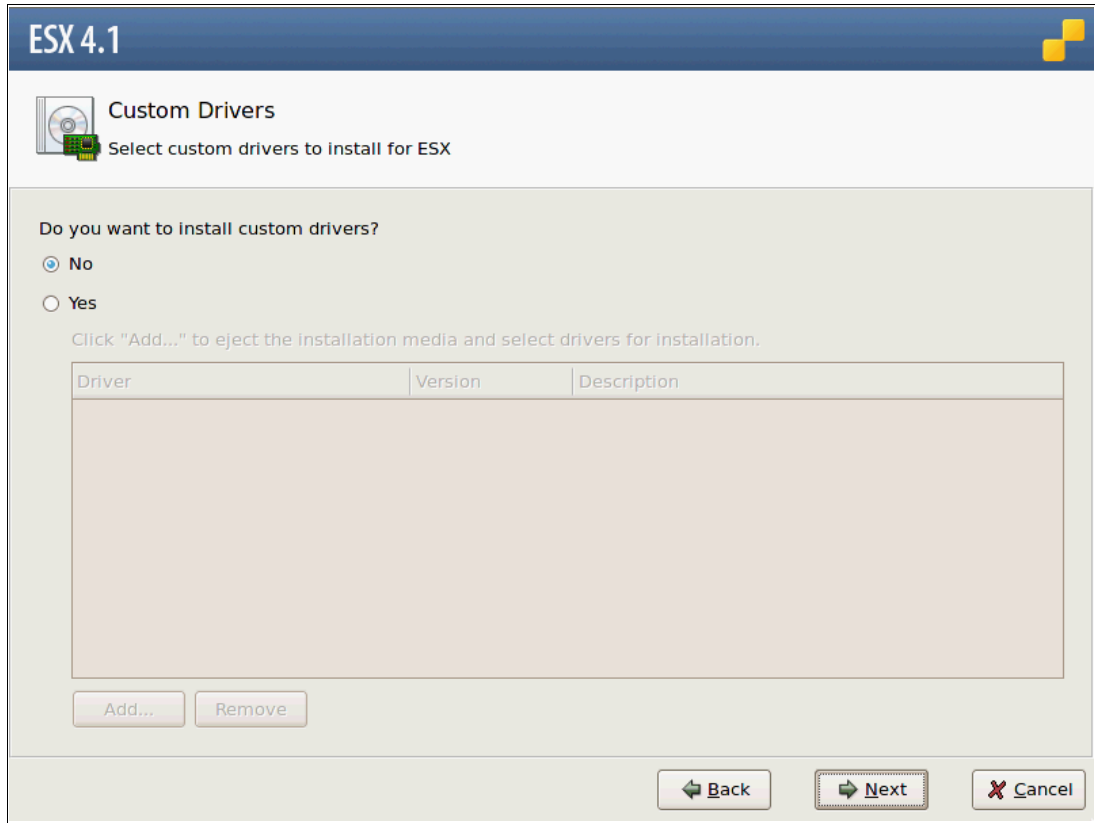 ESX 4.1
Custom Drivers
Select custom drivers to install for ESX
Do you want to install custom drivers?
No
Yes
Click "Add..." to eject the installation media and select drivers for installation.
Driver Version Description
Add... Remove
Back Next Cancel